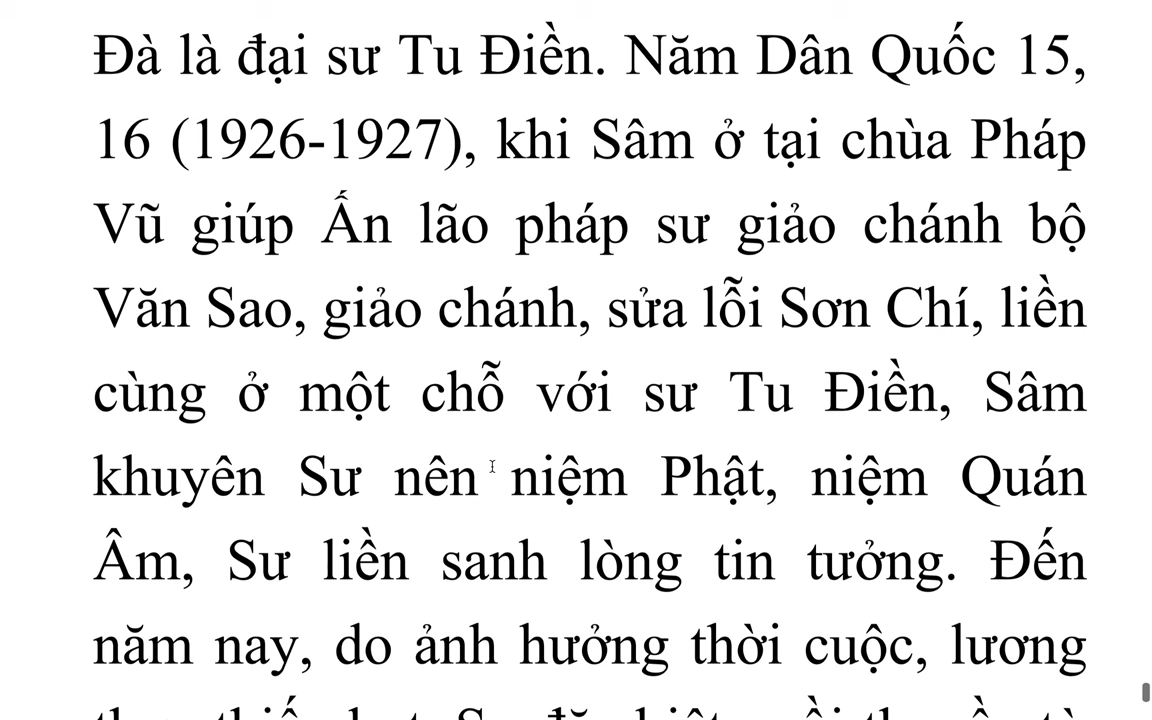 Đà là đại sư Tu Điền. Năm Dân Quốc 15,
16 (1926-1927), khi Sâm ở tại chùa Pháp
Vũ giúp Ấn lão pháp sư giảo chánh bộ
Văn Sao, giảo chánh, sửa lỗi Sơn Chí, liền
cùng ở một chỗ với sư Tu Điền, Sâm
khuyên Sư nên niệm Phật, niệm Quán
Âm, Sư liền sanh lòng tin tưởng. Đến
năm nay, do ảnh hưởng thời cuộc, lương